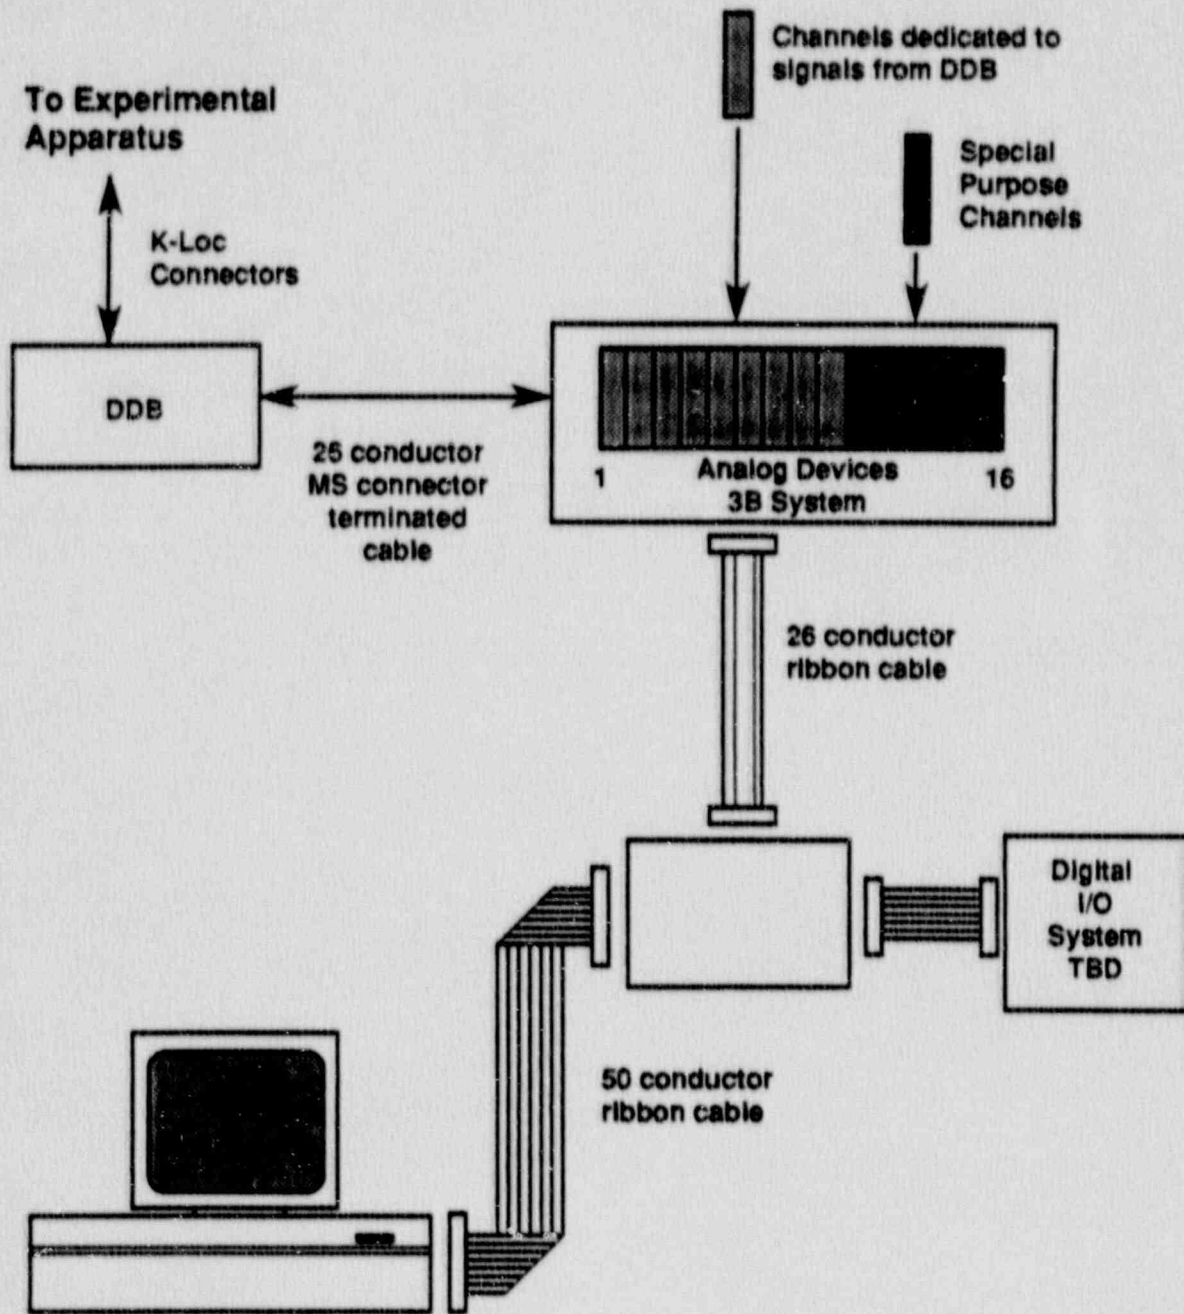 Channels dedicated to
signals from DDB
To Experimental
Apparatus
Special
Purpose
Channels
K-Loc
Connectors
DDB
25 conductor
MS connector
terminated
cable
1
Analog Devices
3B System
16
26 conductor
ribbon cable
Digital
I/O
System
TBD
50 conductor
ribbon cable